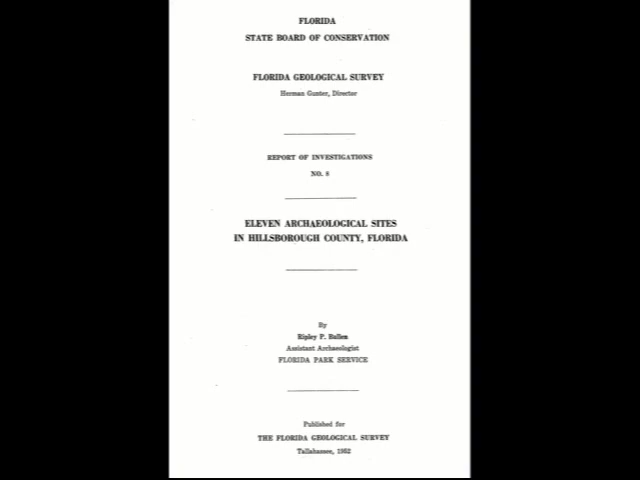 FLORIDA
STATE BOARD OF CONSERVATION
FLORIDA GEOLOGICAL SURVEY
Herman Gunter, Director
REPORT OF INVESTIGATIONS
NO. 8
ELEVEN ARCHAEOLOGICAL SITES
IN HILLSBOROUGH COUNTY, FLORIDA
By
Ripley P. Bullen
Assistant Archaeologist
FLORIDA PARK SERVICE
Published for
THE FLORIDA GEOLOGICAL SURVEY
Tallahassee, 1952